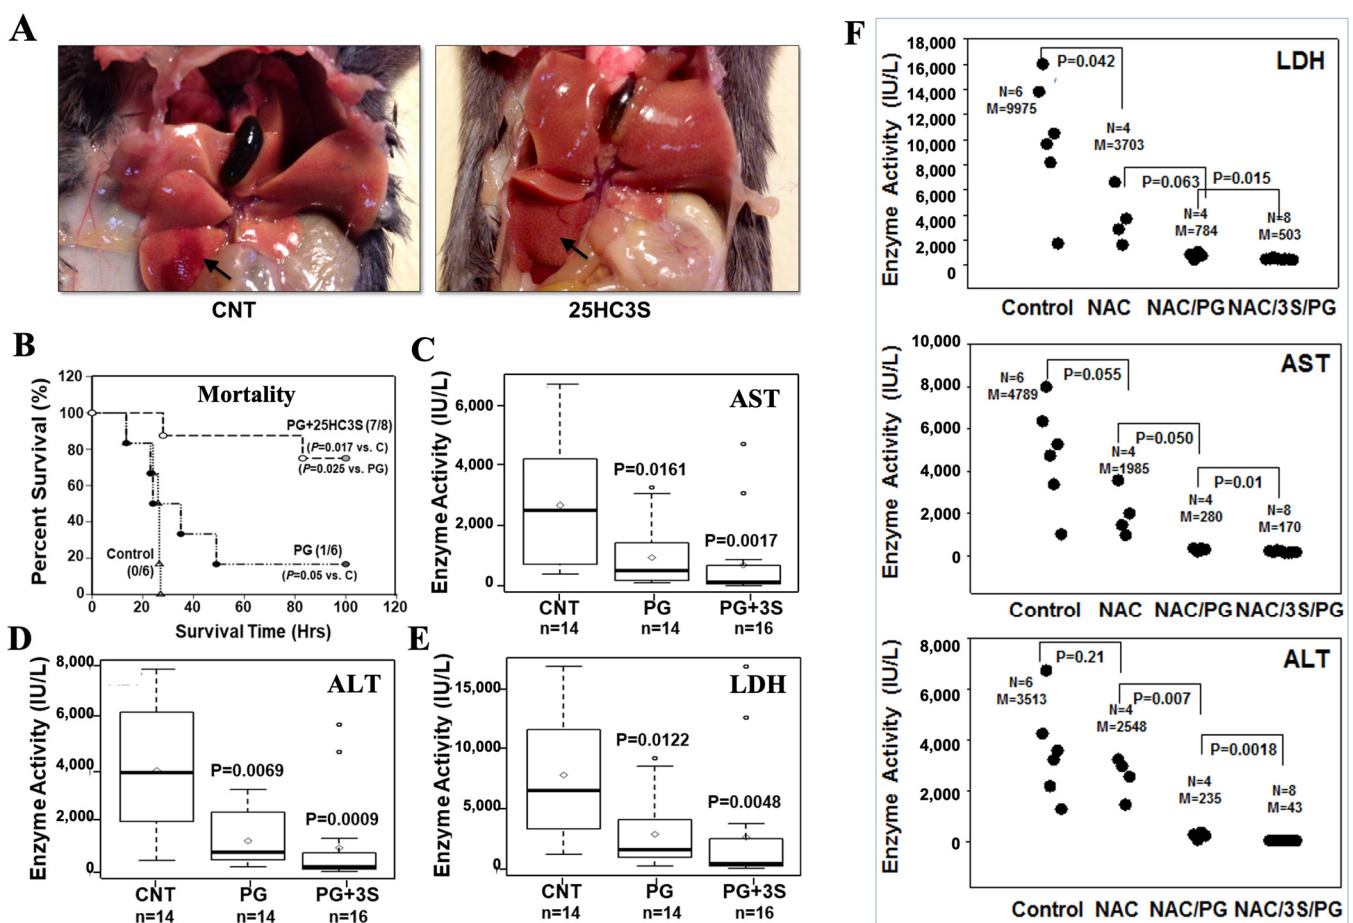 A
CNT
25HC3S
B
Percent Survival (%)
120
100
80
60
40
20
0
Mortality
PG+25HC3S (7/8)
(P=0.017 vs. C)
(P=0.025 vs. PG)
Control
(0/6)
PG (1/6)
(P=0.05 vs. C)
0 20 40 60 80 100 120
Survival Time (Hrs)
C
Enzyme Activity (IU/L)
6,000
4,000
2,000
0
AST
P=0.0161
P=0.0017
CNT PG PG+3S
n=14 n=14 n=16
D
Enzyme Activity (IU/L)
8,000
6,000
4,000
2,000
0
ALT
P=0.0069
P=0.0009
CNT PG PG+3S
n=14 n=14 n=16
E
Enzyme Activity (IU/L)
15,000
10,000
5,000
0
LDH
P=0.0122
P=0.0048
CNT PG PG+3S
n=14 n=14 n=16
F
Enzyme Activity (IU/L)
18,000
16,000
14,000
12,000
10,000
8,000
6,000
4,000
2,000
0
LDH
P=0.042
N=6
M=9975
N=4
M=3703
P=0.063
P=0.015
N=4
M=784
N=8
M=503
Control NAC NAC/PG NAC/3S/PG
Enzyme Activity (IU/L)
10,000
8,000
6,000
4,000
2,000
0
AST
P=0.055
N=6
M=4789
P=0.050
N=4
M=1985
P=0.01
N=4
M=280
N=8
M=170
Control NAC NAC/PG NAC/3S/PG
Enzyme Activity (IU/L)
8,000
6,000
4,000
2,000
0
ALT
P=0.21
N=6
M=3513
P=0.007
N=4
M=2548
P=0.0018
N=4
M=235
N=8
M=43
Control NAC NAC/PG NAC/3S/PG